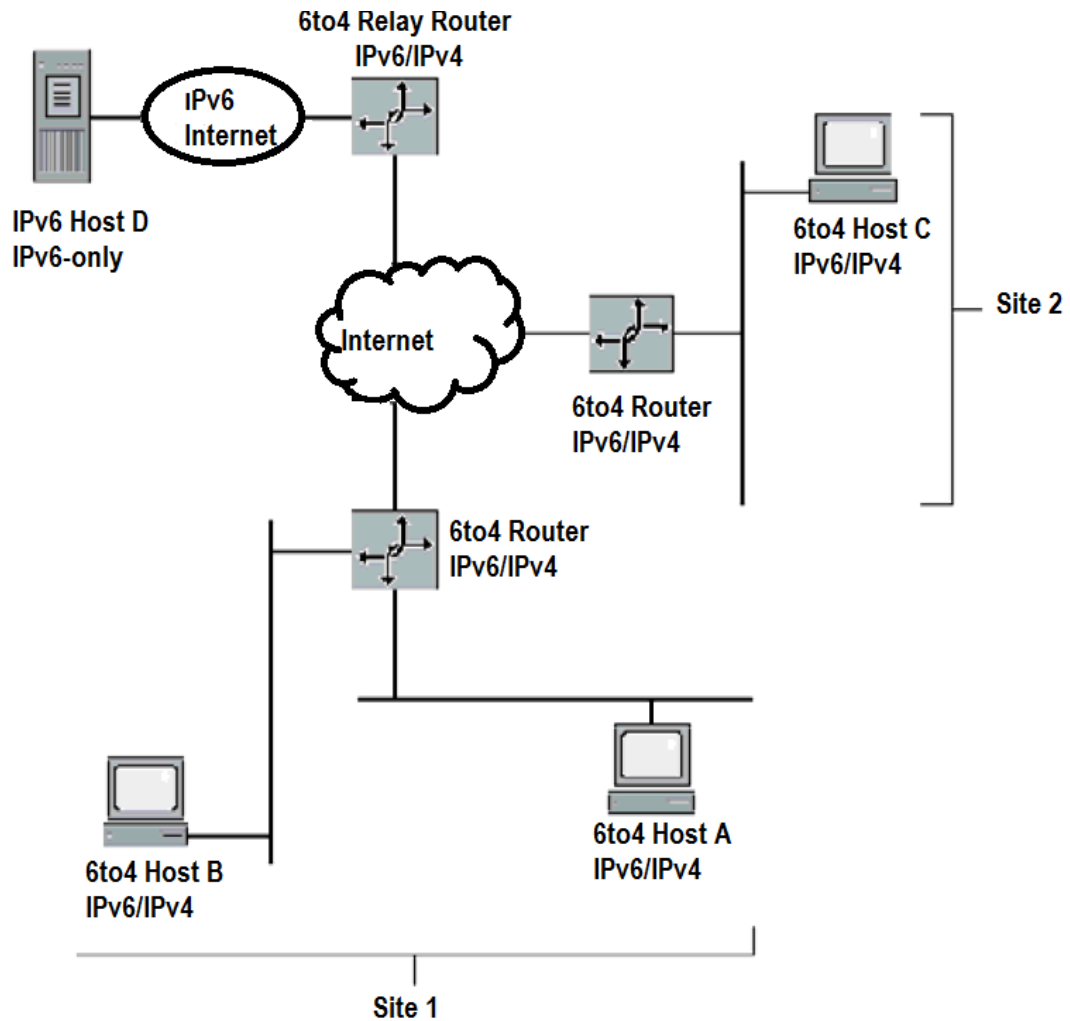 6to4 Relay Router
IPv6/IPv4
IPv6
Internet
IPv6 Host D
IPv6-only
6to4 Host C
IPv6/IPv4
Site 2
Internet
6to4 Router
IPv6/IPv4
6to4 Router
IPv6/IPv4
6to4 Host A
IPv6/IPv4
6to4 Host B
IPv6/IPv4
Site 1